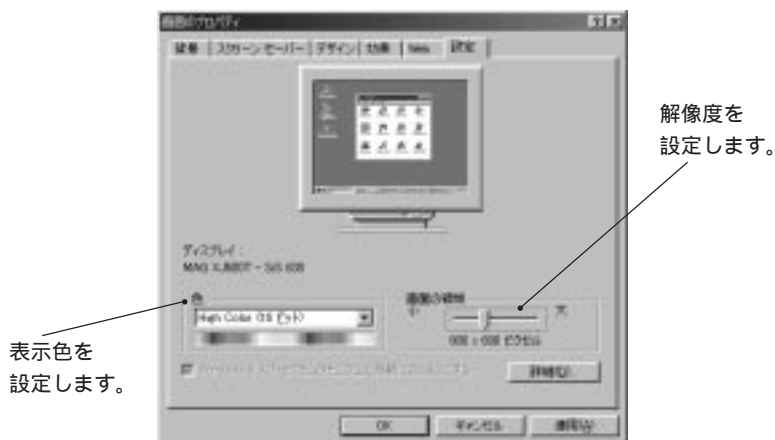 画面のプロパティ
背景 スクリーン セーバー デザイン 効果 Web 設定
解像度を
設定します。
ディスプレイ :
色
画面の領域
小 大
High Color (16 ビット)
ピクセル
表示色を
設定します。
詳細(D)...
OK キャンセル 適用(A)